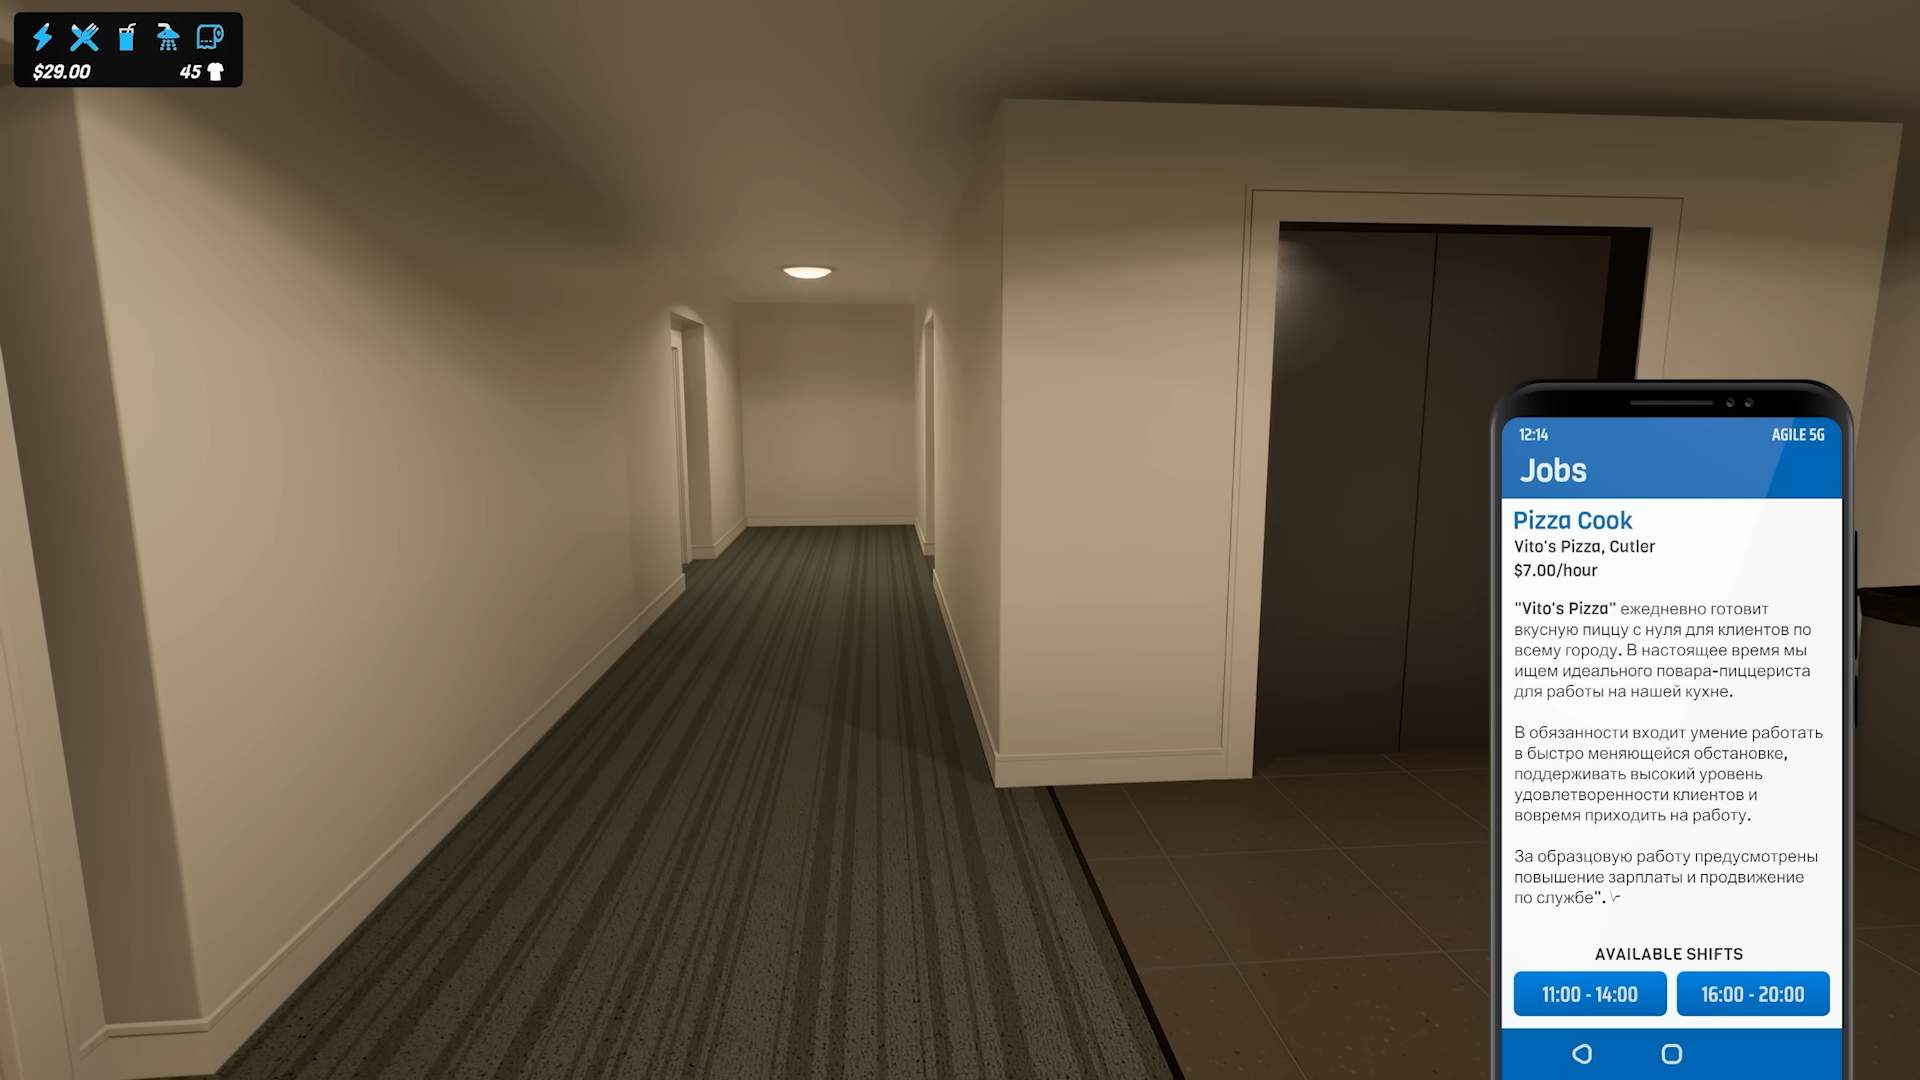 $29.00 45
12:14 AGILE 5G
Jobs
Pizza Cook
Vito's Pizza, Cutler
$7.00/hour
"Vito's Pizza" ежедневно готовит
вкусную пиццу с нуля для клиентов по
всему городу. В настоящее время мы
ищем идеального повара-пиццериста
для работы на нашей кухне.
В обязанности входит умение работать
в быстро меняющейся обстановке,
поддерживать высокий уровень
удовлетворенности клиентов и
вовремя приходить на работу.
За образцовую работу предусмотрены
повышение зарплаты и продвижение
по службе".
AVAILABLE SHIFTS
11:00 - 14:00 16:00 - 20:00